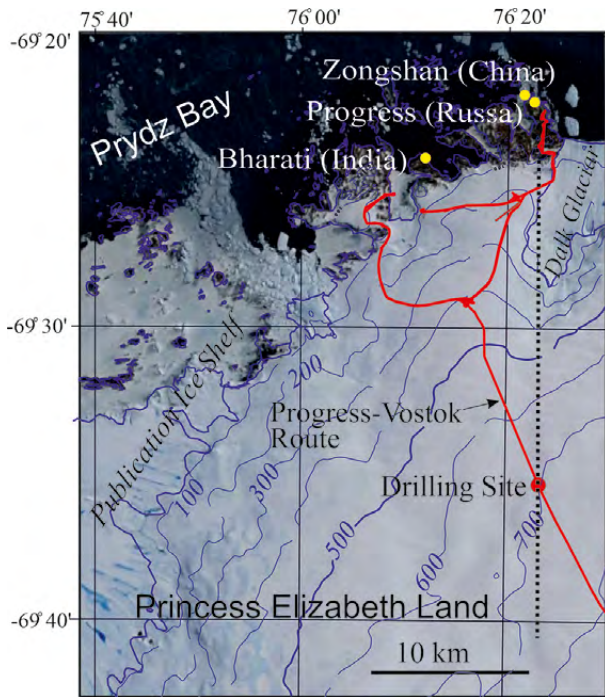 75°40'
76°00'
76°20'
-69°20'
Zongshan (China)
Prydz Bay
Progress (Russa)
Bharati (India)
Dalk Glaciar
-69°30'
Publication Ice Shelf
200
Progress-Vostok
Route
100
300
Drilling Site
500
700
600
Princess Elizabeth Land
-69°40'
10 km